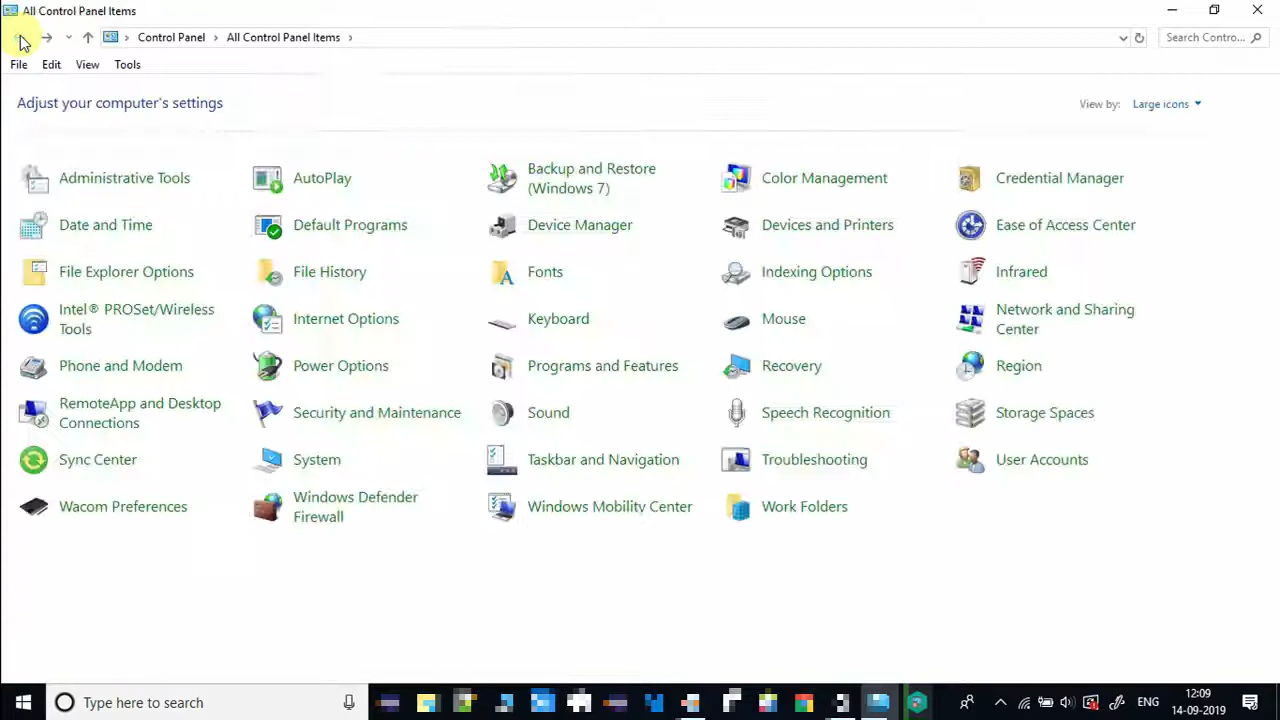 All Control Panel Items
Control Panel > All Control Panel Items >
Search Contro...
File Edit View Tools
Adjust your computer's settings
View by: Large icons
Administrative Tools
AutoPlay
Backup and Restore
(Windows 7)
Color Management
Credential Manager
Date and Time
Default Programs
Device Manager
Devices and Printers
Ease of Access Center
File Explorer Options
File History
Fonts
Indexing Options
Infrared
Intel® PROSet/Wireless
Tools
Internet Options
Keyboard
Mouse
Network and Sharing
Center
Phone and Modem
Power Options
Programs and Features
Recovery
Region
RemoteApp and Desktop
Connections
Security and Maintenance
Sound
Speech Recognition
Storage Spaces
Sync Center
System
Taskbar and Navigation
Troubleshooting
User Accounts
Wacom Preferences
Windows Defender
Firewall
Windows Mobility Center
Work Folders
Type here to search
ENG
12:09
14-09-2019